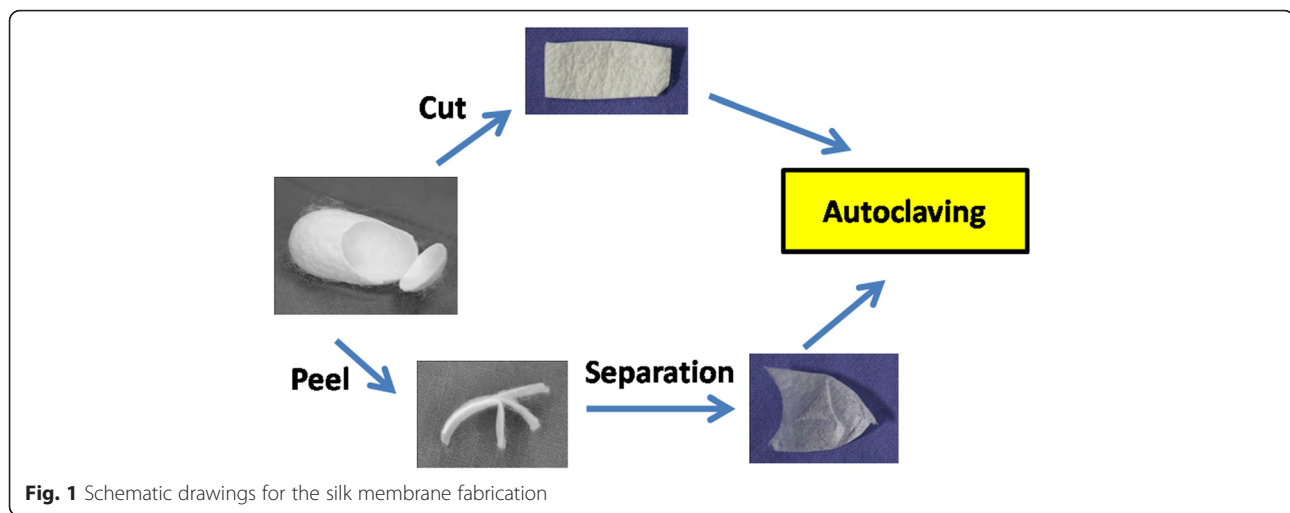 Cut
Autoclaving
Peel
Separation
Fig. 1 Schematic drawings for the silk membrane fabrication